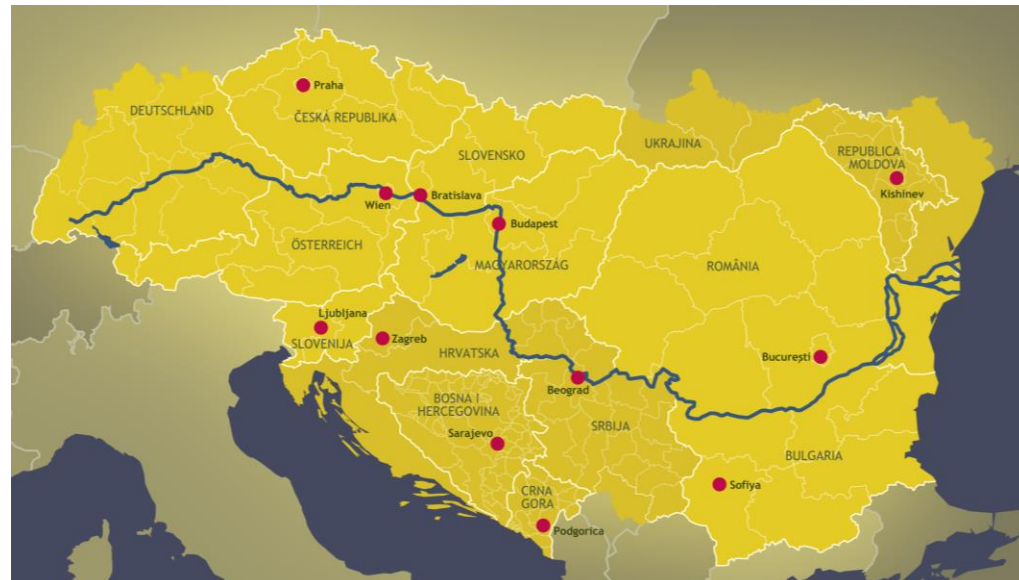 Praha
DEUTSCHLAND
ČESKÁ REPUBLIKA
UKRAJINA
REPUBLICA
MOLDOVA
SLOVENSKO
Kishinev
Wien
Bratislava
Budapest
ÖSTERREICH
MAGYARORSZÁG
ROMÂNIA
Ljubljana
SLOVENIJA
Zagreb
HRVATSKA
București
Beograd
BOSNA I
HERCEGOVINA
SRBIJA
Sarajevo
BULGARIA
Sofiya
CRNA
GORA
Podgorica